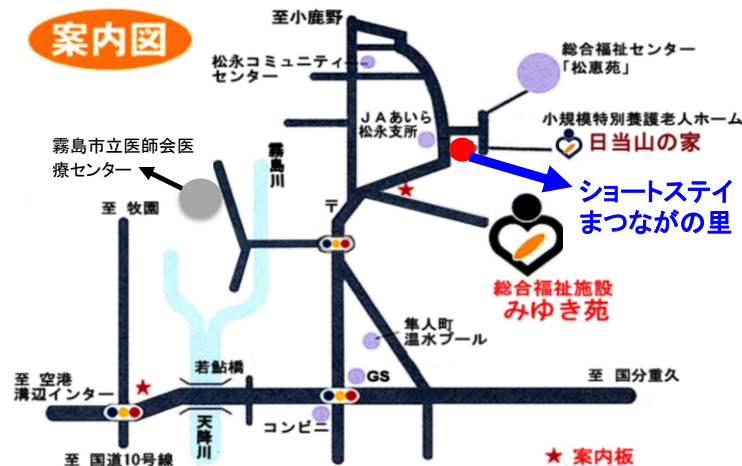 案内図
至小鹿野
松永コミュニティ
センター
総合福祉センター
「松恵苑」
JAあいら
松永支所
小規模特別養護老人ホーム
日当山の家
霧島市立医師会医
療センター
霧島川
ショートステイ
まつながの里
至 牧園
〒
総合福祉施設
みゆき苑
隼人町
温水プール
若鮎橋
GS
至 空港
溝辺インター
至 国分重久
天降川
コンビニ
至 国道10号線
★ 案内板